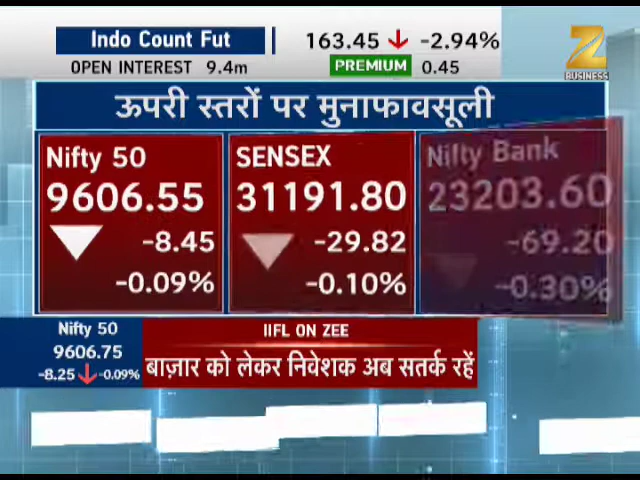 Indo Count Fut
163.45 -2.94%
OPEN INTEREST 9.4m
PREMIUM 0.45
Z
BUSINESS
ऊपरी स्तरों पर मुनाफावसूली
Nifty 50
9606.55
-8.45
-0.09%
SENSEX
31191.80
-29.82
-0.10%
Nifty Bank
23203.60
-69.20
-0.30%
Nifty 50
9606.75
-8.25 -0.09%
IIFL ON ZEE
बाज़ार को लेकर निवेशक अब सतर्क रहें